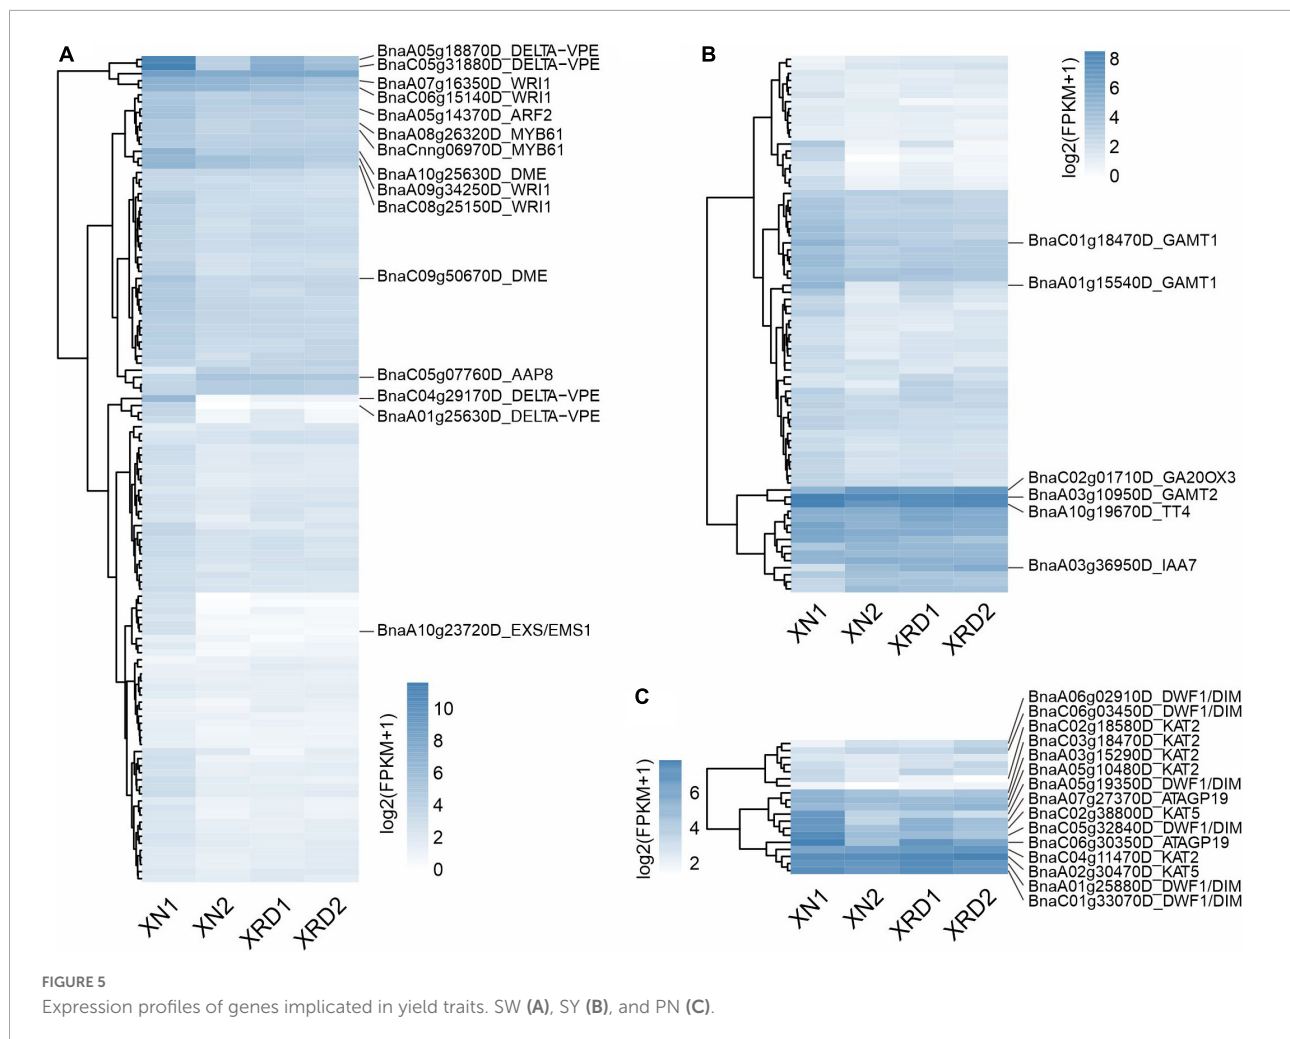 A
BnaA05g18870D_DELTA−VPE
BnaC05g31880D_DELTA−VPE
BnaA07g16350D_WRI1
BnaC06g15140D_WRI1
BnaA05g14370D_ARF2
BnaA08g26320D_MYB61
BnaCnng06970D_MYB61
BnaA10g25630D_DME
BnaA09g34250D_WRI1
BnaC08g25150D_WRI1
BnaC09g50670D_DME
BnaC05g07760D_AAP8
BnaC04g29170D_DELTA−VPE
BnaA01g25630D_DELTA−VPE
BnaA10g23720D_EXS/EMS1
log2(FPKM+1)
10
8
6
4
2
0
XN1 XN2 XRD1 XRD2
B
log2(FPKM+1)
8
6
4
2
0
BnaC01g18470D_GAMT1
BnaA01g15540D_GAMT1
BnaC02g01710D_GA20OX3
BnaA03g10950D_GAMT2
BnaA10g19670D_TT4
BnaA03g36950D_IAA7
XN1 XN2 XRD1 XRD2
C
log2(FPKM+1)
6
4
2
BnaA06g02910D_DWF1/DIM
BnaC06g03450D_DWF1/DIM
BnaC02g18580D_KAT2
BnaC03g18470D_KAT2
BnaA03g15290D_KAT2
BnaA05g10480D_KAT2
BnaA05g19350D_DWF1/DIM
BnaA07g27370D_ATAGP19
BnaC02g38800D_KAT5
BnaC05g32840D_DWF1/DIM
BnaC06g30350D_ATAGP19
BnaC04g11470D_KAT2
BnaA02g30470D_KAT5
BnaA01g25880D_DWF1/DIM
BnaC01g33070D_DWF1/DIM
XN1 XN2 XRD1 XRD2
FIGURE 5
Expression profiles of genes implicated in yield traits. SW (A), SY (B), and PN (C).